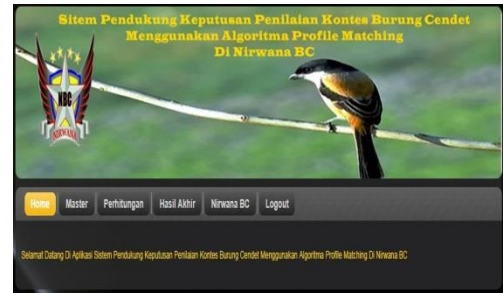 Sitem Pendukung Keputusan Penilaian Kontes Burung Cendet
Menggunakan Algoritma Profile Matching
Di Nirwana BC
NBC
NIRWANA
Home Master Perhitungan Hasil Akhir Nirwana BC Logout
Selamat Datang Di Aplikasi Sistem Pendukung Keputusan Penilaian Kontes Burung Cendet Menggunakan Algoritma Profile Matching Di Nirwana BC